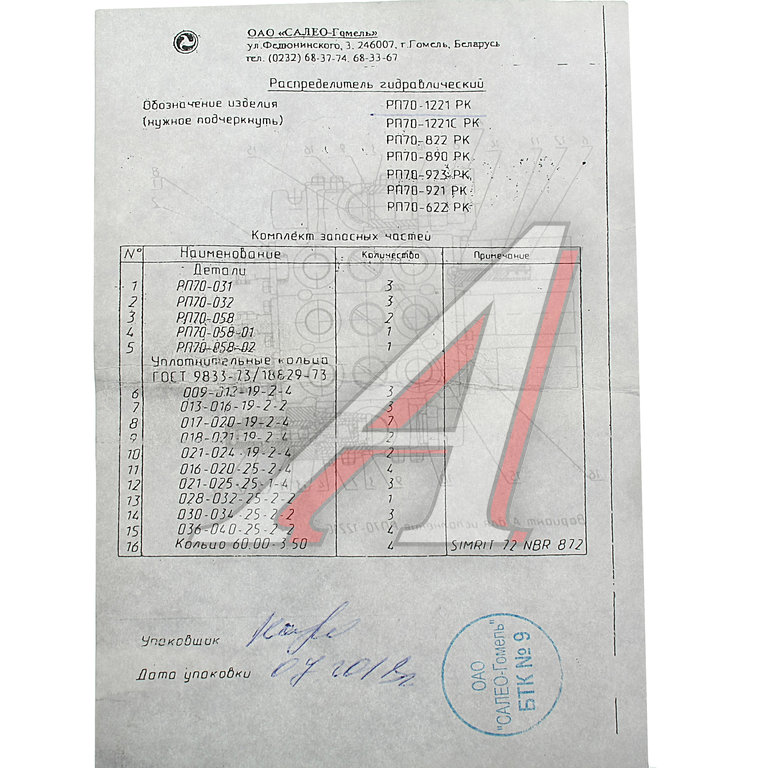 ОАО «САЛЕО-Гомель»
ул.Федюнинского, 3, 246007, г.Гомель, Беларусь
тел. (0232) 68-37-74, 68-33-67
Распределитель гидравлический
Обозначение изделия РП70-1221 РК
(нужное подчеркнуть) РП70-1221С РК
РП70-822 РК
РП70-890 РК
РП70-923 РК
РП70-921 РК
РП70-622 РК
Комплект запасных частей
N° Наименование Количество Примечание
Детали
1 РП70-031 3
2 РП70-032 3
3 РП70-058 2
4 РП70-058-01 1
5 РП70-058-02 1
Уплотнительные кольца
ГОСТ 9833-73/18829-73
6 009-012-19-2-4 3
7 013-016-19-2-2 3
8 017-020-19-2-4 7
9 018-021-19-2-4 2
10 021-024-19-2-4 2
11 016-020-25-2-4 4
12 021-025-25-1-4 3
13 028-032-25-2-2 1
14 030-034-25-2-2 3
15 036-040-25-2-2 4
16 Кольцо 60.00-3.50 4 SIMRIT 72 NBR 872
Упаковщик
Дата упаковки
ОАО
"САЛЕО-Гомель"
БТК № 9